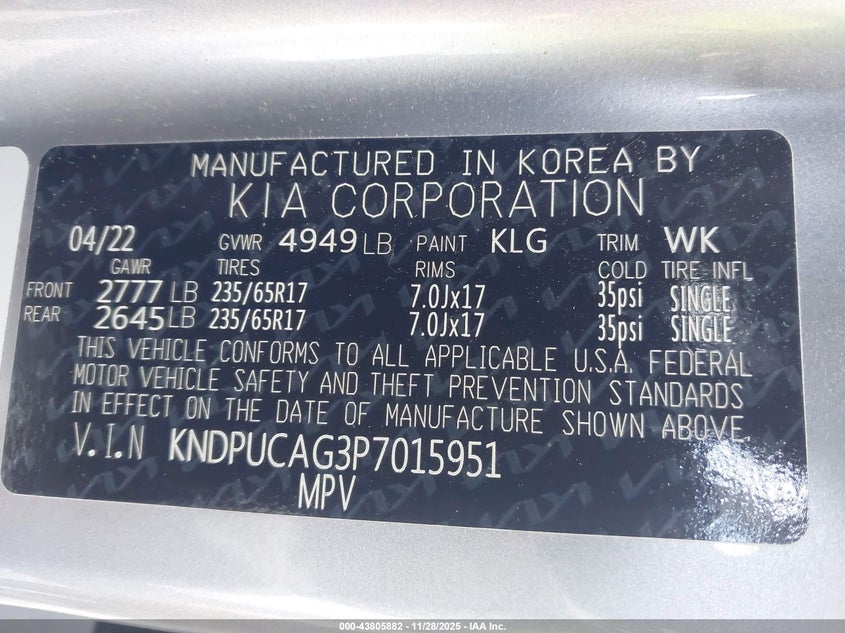 MANUFACTURED IN KOREA BY
KIA CORPORATION
04/22 GVWR 4949 LB PAINT KLG TRIM WK
GAWR TIRES RIMS COLD TIRE INFL
FRONT 2777 LB 235/65R17 7.0Jx17 35psi SINGLE
REAR 2645 LB 235/65R17 7.0Jx17 35psi SINGLE
THIS VEHICLE CONFORMS TO ALL APPLICABLE U.S.A. FEDERAL
MOTOR VEHICLE SAFETY AND THEFT PREVENTION STANDARDS
IN EFFECT ON THE DATE OF MANUFACTURE SHOWN ABOVE.
V.I.N KNDPUCAG3P7015951
MPV
000-43805882 - 11/28/2025 - IAA Inc.